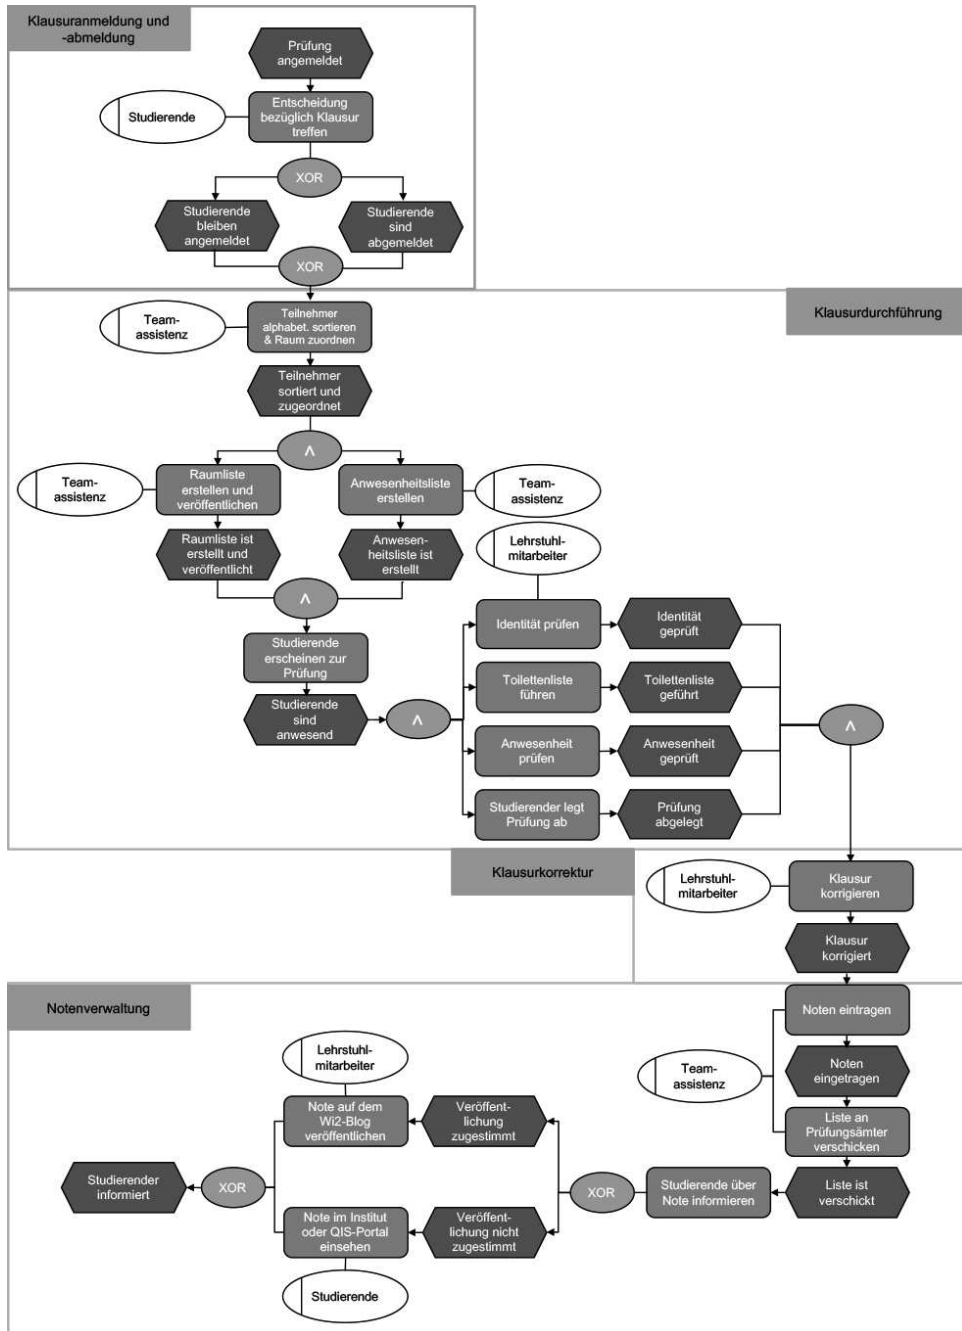 Klausuranmeldung und
-abmeldung
Prüfung
angemeldet
Studierende
Entscheidung
bezüglich Klausur
treffen
XOR
Studierende
bleiben
angemeldet
Studierende
sind
abgemeldet
XOR
Klausurdurchführung
Team-
assistenz
Teilnehmer
alphabet. sortieren
& Raum zuordnen
Teilnehmer
sortiert und
zugeordnet
∧
Team-
assistenz
Raumliste
erstellen und
veröffentlichen
Anwesenheitsliste
erstellen
Team-
assistenz
Raumliste ist
erstellt und
veröffentlicht
Anwesen-
heitsliste ist
erstellt
Lehrstuhl-
mitarbeiter
∧
Studierende
erscheinen zur
Prüfung
Studierende
sind
anwesend
∧
Identität prüfen
Identität
geprüft
Toilettenliste
führen
Toilettenliste
geführt
Anwesenheit
prüfen
Anwesenheit
geprüft
Studierender legt
Prüfung ab
Prüfung
abgelegt
∧
Klausurkorrektur
Lehrstuhl-
mitarbeiter
Klausur
korrigieren
Klausur
korrigiert
Notenverwaltung
Noten eintragen
Team-
assistenz
Noten
eingetragen
Liste an
Prüfungsämter
verschicken
Liste ist
verschickt
Studierende über
Note informieren
XOR
Veröffent-
lichung
zugestimmt
Lehrstuhl-
mitarbeiter
Note auf dem
Wi2-Blog
veröffentlichen
Veröffent-
lichung nicht
zugestimmt
Note im Institut
oder QIS-Portal
einsehen
Studierende
XOR
Studierender
informiert